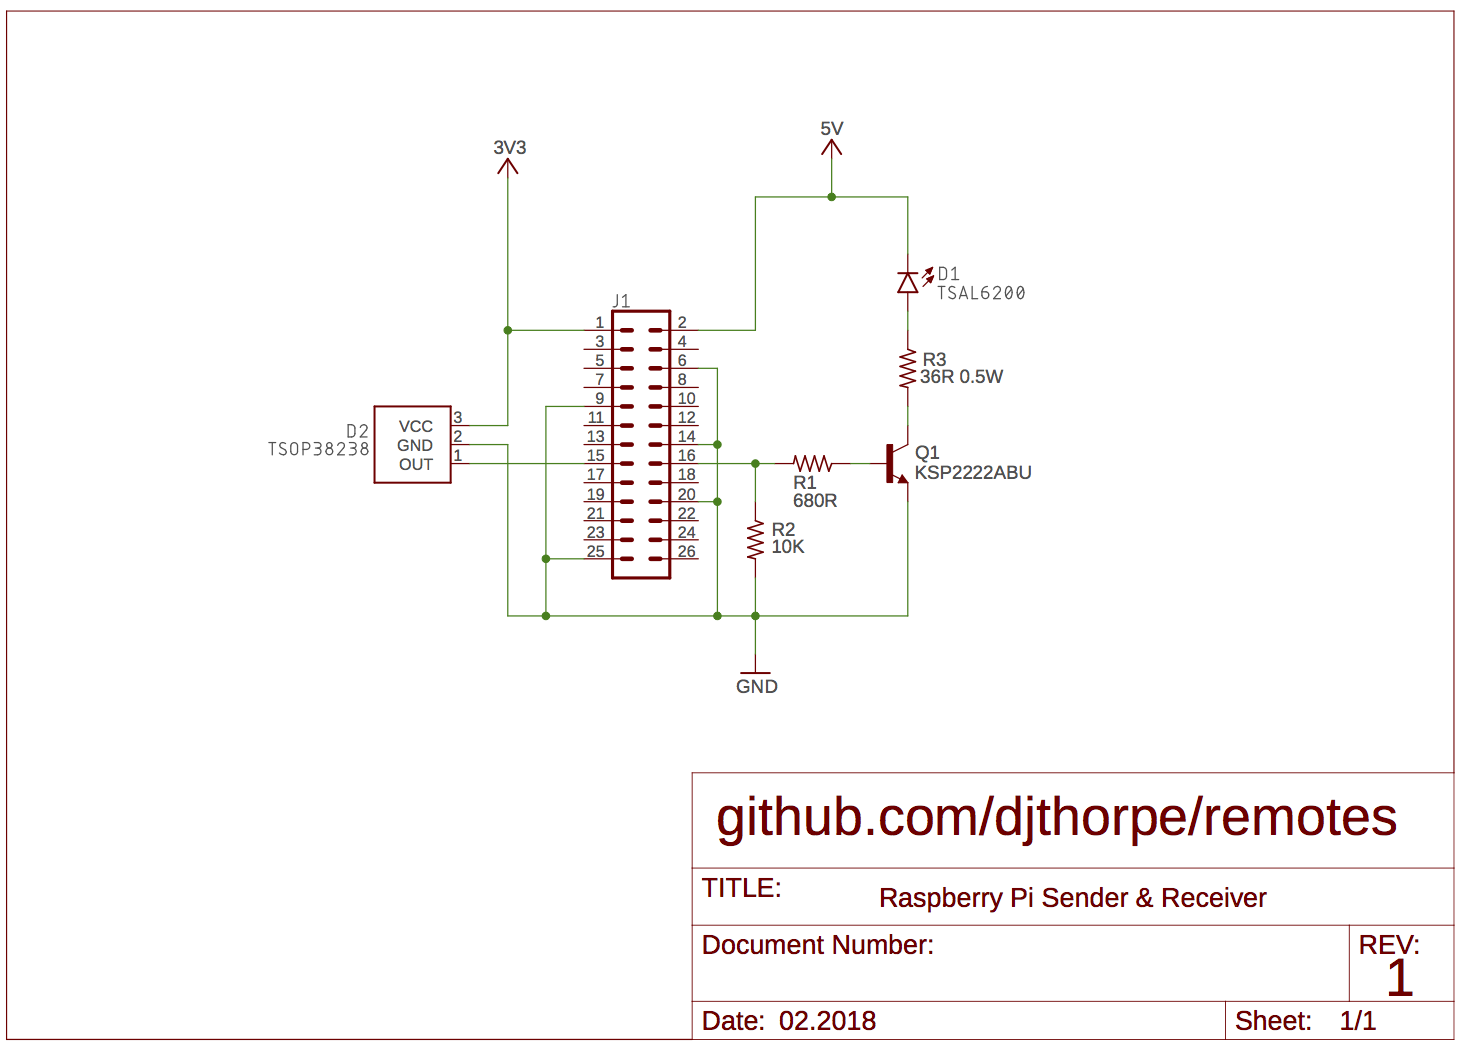 5V
3V3
D1
TSAL6200
J1
1 2
3 4
5 6
7 8
9 10
11 12
13 14
15 16
17 18
19 20
21 22
23 24
25 26
R3
36R 0.5W
D2
TSOP38238
VCC 3
GND 2
OUT 1
Q1
KSP2222ABU
R1
680R
R2
10K
GND
github.com/djthorpe/remotes
TITLE: Raspberry Pi Sender & Receiver
Document Number:
REV:
1
Date: 02.2018
Sheet: 1/1